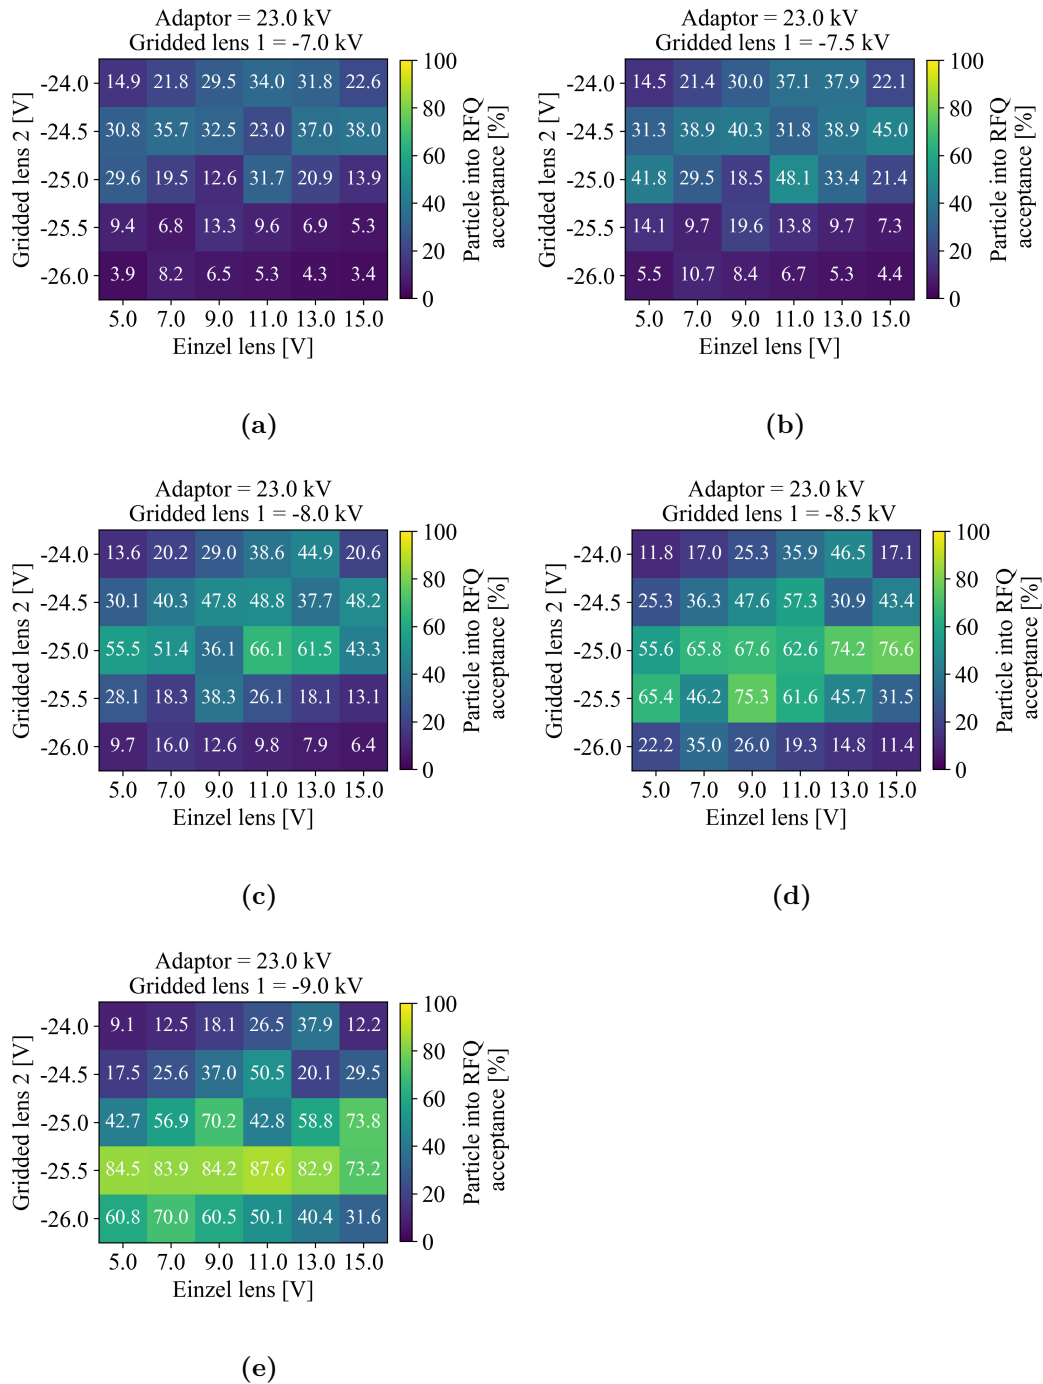 Adaptor = 23.0 kV
Gridded lens 1 = -7.0 kV
Gridded lens 2 [V]
-24.0 14.9 21.8 29.5 34.0 31.8 22.6
-24.5 30.8 35.7 32.5 23.0 37.0 38.0
-25.0 29.6 19.5 12.6 31.7 20.9 13.9
-25.5 9.4 6.8 13.3 9.6 6.9 5.3
-26.0 3.9 8.2 6.5 5.3 4.3 3.4
5.0 7.0 9.0 11.0 13.0 15.0
Einzel lens [V]
100
80
60
40
20
0
Particle into RFQ
acceptance [%]
(a)
Adaptor = 23.0 kV
Gridded lens 1 = -7.5 kV
Gridded lens 2 [V]
-24.0 14.5 21.4 30.0 37.1 37.9 22.1
-24.5 31.3 38.9 40.3 31.8 38.9 45.0
-25.0 41.8 29.5 18.5 48.1 33.4 21.4
-25.5 14.1 9.7 19.6 13.8 9.7 7.3
-26.0 5.5 10.7 8.4 6.7 5.3 4.4
5.0 7.0 9.0 11.0 13.0 15.0
Einzel lens [V]
100
80
60
40
20
0
Particle into RFQ
acceptance [%]
(b)
Adaptor = 23.0 kV
Gridded lens 1 = -8.0 kV
Gridded lens 2 [V]
-24.0 13.6 20.2 29.0 38.6 44.9 20.6
-24.5 30.1 40.3 47.8 48.8 37.7 48.2
-25.0 55.5 51.4 36.1 66.1 61.5 43.3
-25.5 28.1 18.3 38.3 26.1 18.1 13.1
-26.0 9.7 16.0 12.6 9.8 7.9 6.4
5.0 7.0 9.0 11.0 13.0 15.0
Einzel lens [V]
100
80
60
40
20
0
Particle into RFQ
acceptance [%]
(c)
Adaptor = 23.0 kV
Gridded lens 1 = -8.5 kV
Gridded lens 2 [V]
-24.0 11.8 17.0 25.3 35.9 46.5 17.1
-24.5 25.3 36.3 47.6 57.3 30.9 43.4
-25.0 55.6 65.8 67.6 62.6 74.2 76.6
-25.5 65.4 46.2 75.3 61.6 45.7 31.5
-26.0 22.2 35.0 26.0 19.3 14.8 11.4
5.0 7.0 9.0 11.0 13.0 15.0
Einzel lens [V]
100
80
60
40
20
0
Particle into RFQ
acceptance [%]
(d)
Adaptor = 23.0 kV
Gridded lens 1 = -9.0 kV
Gridded lens 2 [V]
-24.0 9.1 12.5 18.1 26.5 37.9 12.2
-24.5 17.5 25.6 37.0 50.5 20.1 29.5
-25.0 42.7 56.9 70.2 42.8 58.8 73.8
-25.5 84.5 83.9 84.2 87.6 82.9 73.2
-26.0 60.8 70.0 60.5 50.1 40.4 31.6
5.0 7.0 9.0 11.0 13.0 15.0
Einzel lens [V]
100
80
60
40
20
0
Particle into RFQ
acceptance [%]
(e)